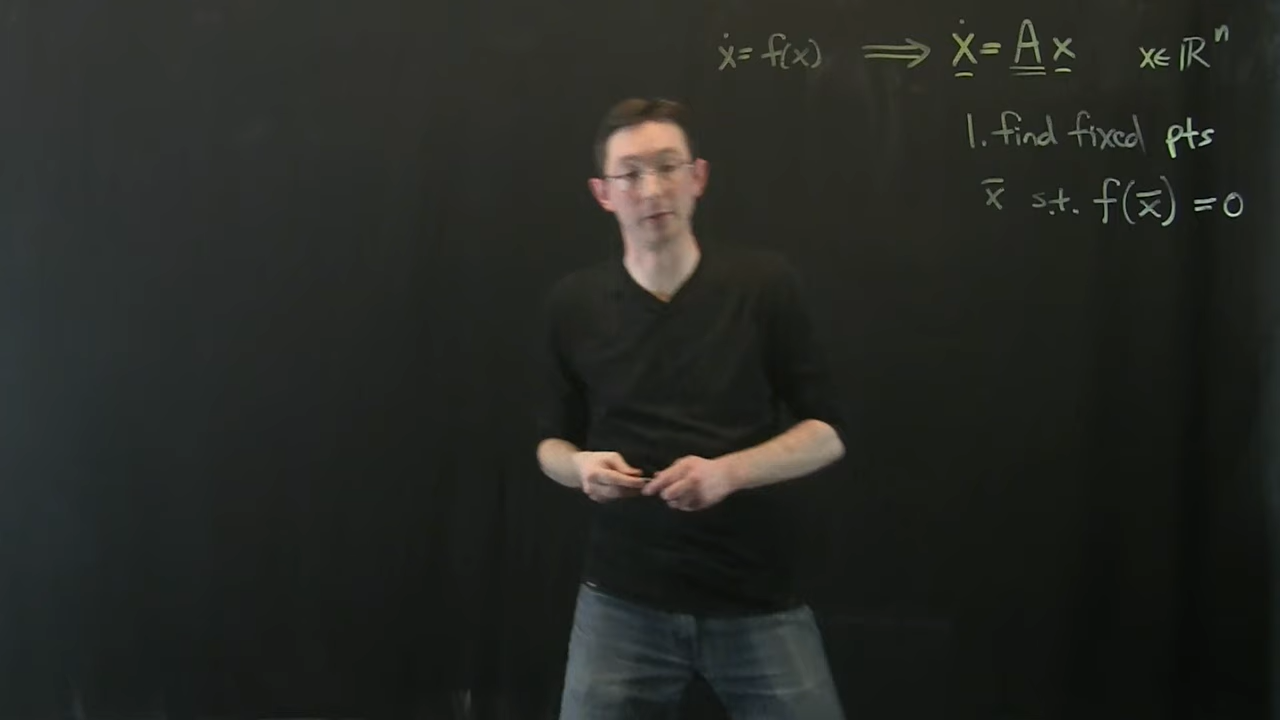 ẋ = f(x) ⟹ ẋ = A x x ∈ ℝⁿ
1. find fixed pts
x̄ s.t. f(x̄) = 0